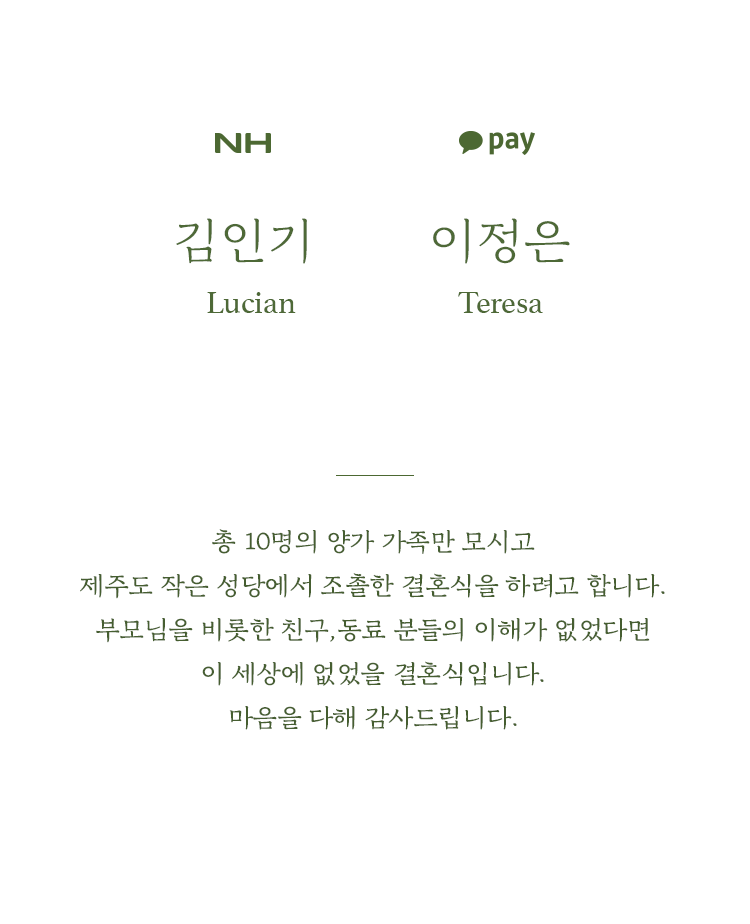 NH
pay
김인기
이정은
Lucian
Teresa
총 10명의 양가 가족만 모시고
제주도 작은 성당에서 조촐한 결혼식을 하려고 합니다.
부모님을 비롯한 친구,동료 분들의 이해가 없었다면
이 세상에 없었을 결혼식입니다.
마음을 다해 감사드립니다.